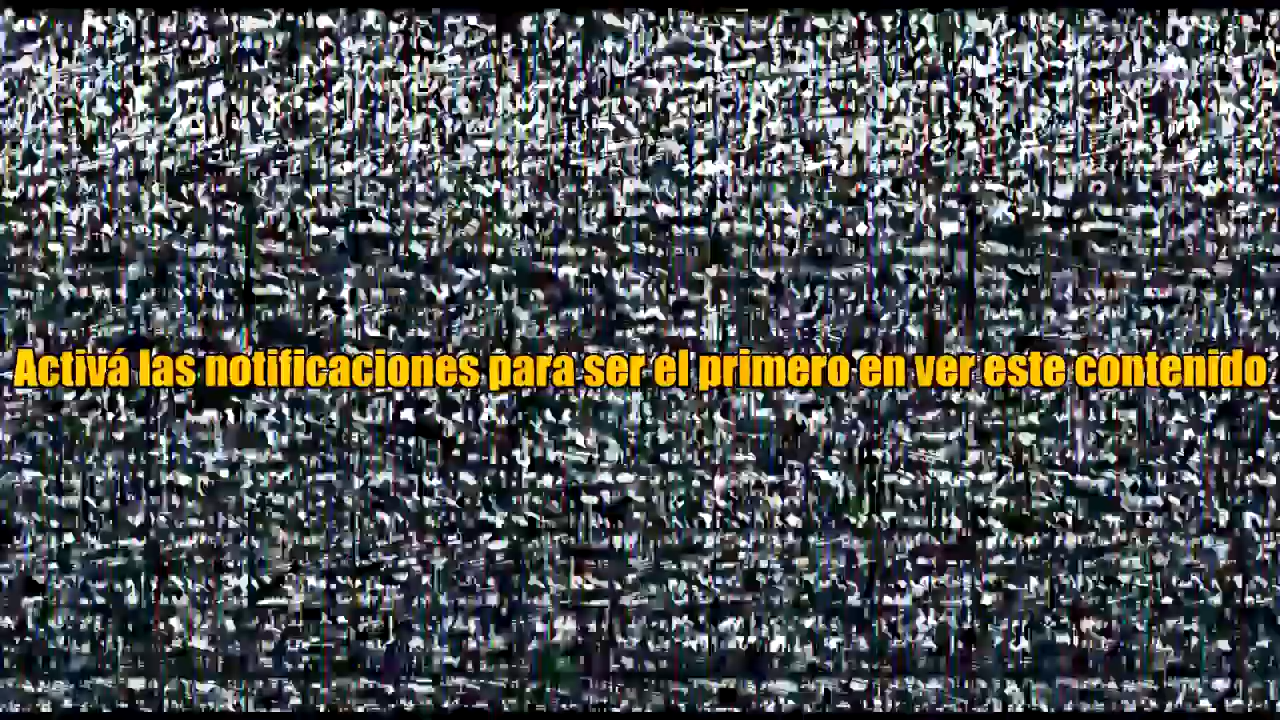 Activá las notificaciones para ser el primero en ver este contenido